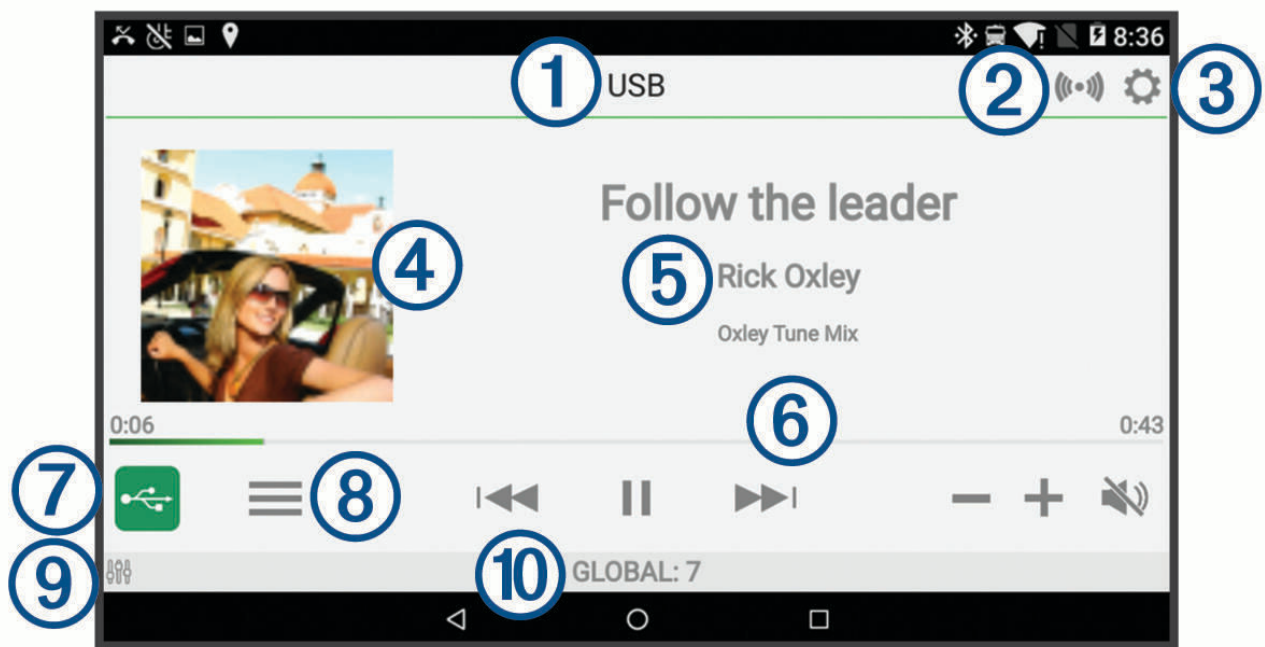 8:36
1 USB 2 3
Follow the leader
4
5 Rick Oxley
Oxley Tune Mix
6
0:06 0:43
7 8
9 10 GLOBAL: 7